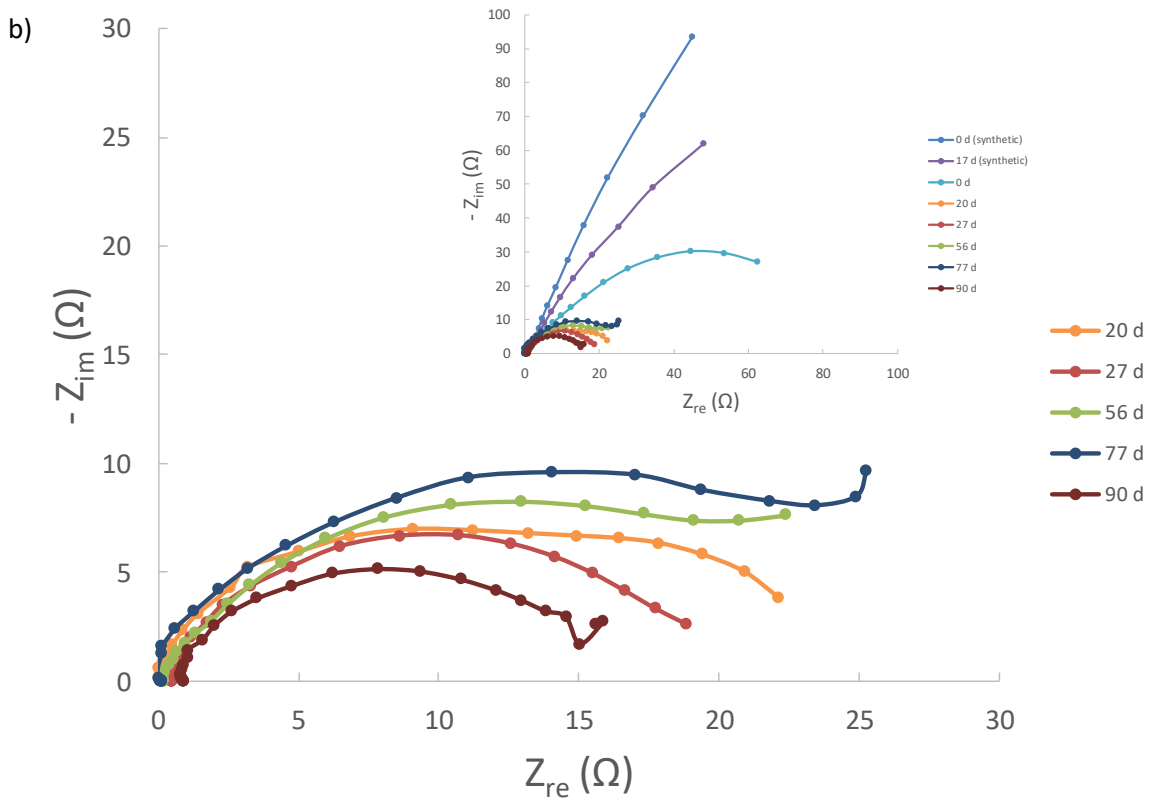 b)
30
25
20
15
10
5
0
- Z_im (Ω)
0 5 10 15 20 25 30
Z_re (Ω)
100
90
80
70
60
50
40
30
20
10
0
- Z_im (Ω)
0 20 40 60 80 100
Z_re (Ω)
0 d (synthetic)
17 d (synthetic)
0 d
20 d
27 d
56 d
77 d
90 d
20 d
27 d
56 d
77 d
90 d